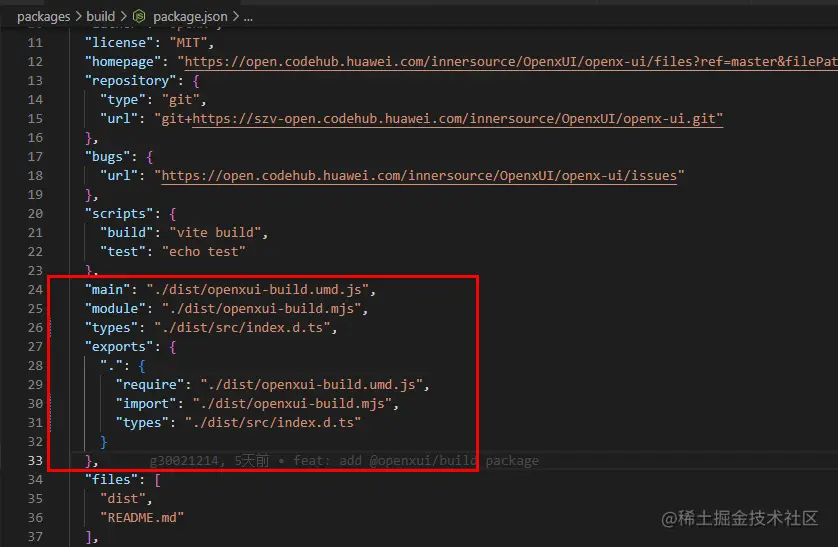 packages > build > package.json > ...
11 "license": "MIT",
12 "homepage": "https://open.codehub.huawei.com/innersource/OpenxUI/openx-ui/files?ref=master&filePat
13 "repository": {
14 "type": "git",
15 "url": "git+https://szv-open.codehub.huawei.com/innersource/OpenxUI/openx-ui.git"
16 },
17 "bugs": {
18 "url": "https://open.codehub.huawei.com/innersource/OpenxUI/openx-ui/issues"
19 },
20 "scripts": {
21 "build": "vite build",
22 "test": "echo test"
23 },
24 "main": "./dist/openxui-build.umd.js",
25 "module": "./dist/openxui-build.mjs",
26 "types": "./dist/src/index.d.ts",
27 "exports": {
28 ".": {
29 "require": "./dist/openxui-build.umd.js",
30 "import": "./dist/openxui-build.mjs",
31 "types": "./dist/src/index.d.ts"
32 }
33 }, g30021214, 5天前 • feat: add @openxui/build package
34 "files": [
35 "dist",
36 "README.md"
37 ],
@稀土掘金技术社区